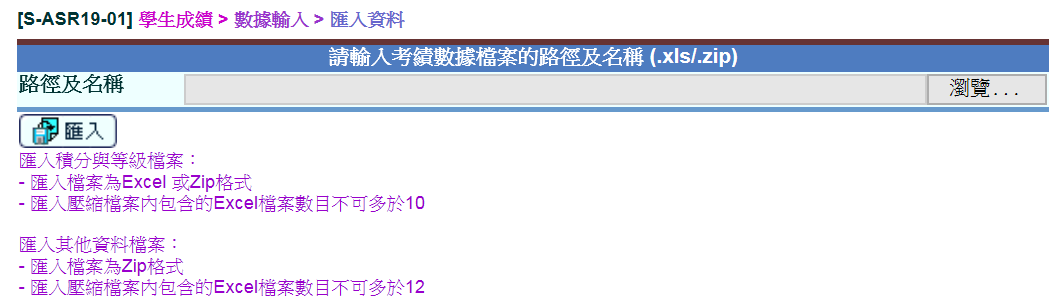 [S-ASR19-01] 學生成績 > 數據輸入 > 匯入資料
請輸入考績數據檔案的路徑及名稱 (.xls/.zip)
路徑及名稱
瀏覽...
匯入
匯入積分與等級檔案：
- 匯入檔案為Excel 或Zip格式
- 匯入壓縮檔案內包含的Excel檔案數目不可多於10
匯入其他資料檔案：
- 匯入檔案為Zip格式
- 匯入壓縮檔案內包含的Excel檔案數目不可多於12